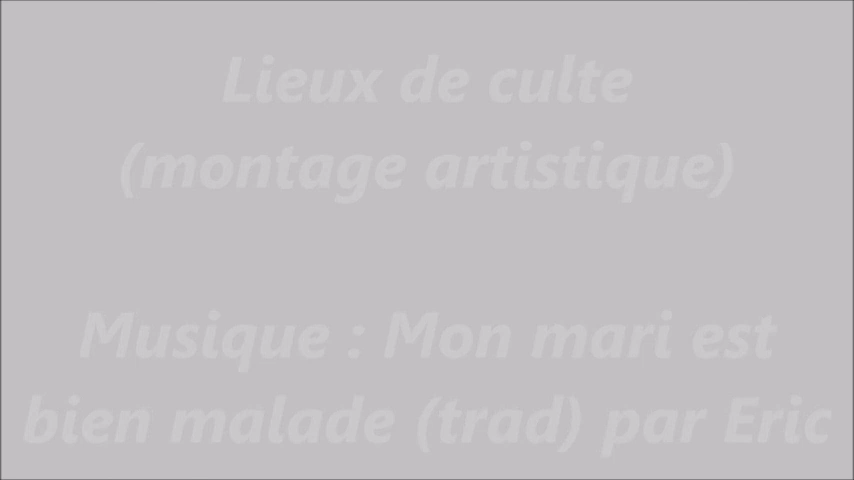 Lieux de culte
(montage artistique)
Musique : Mon mari est
bien malade (trad) par Eric